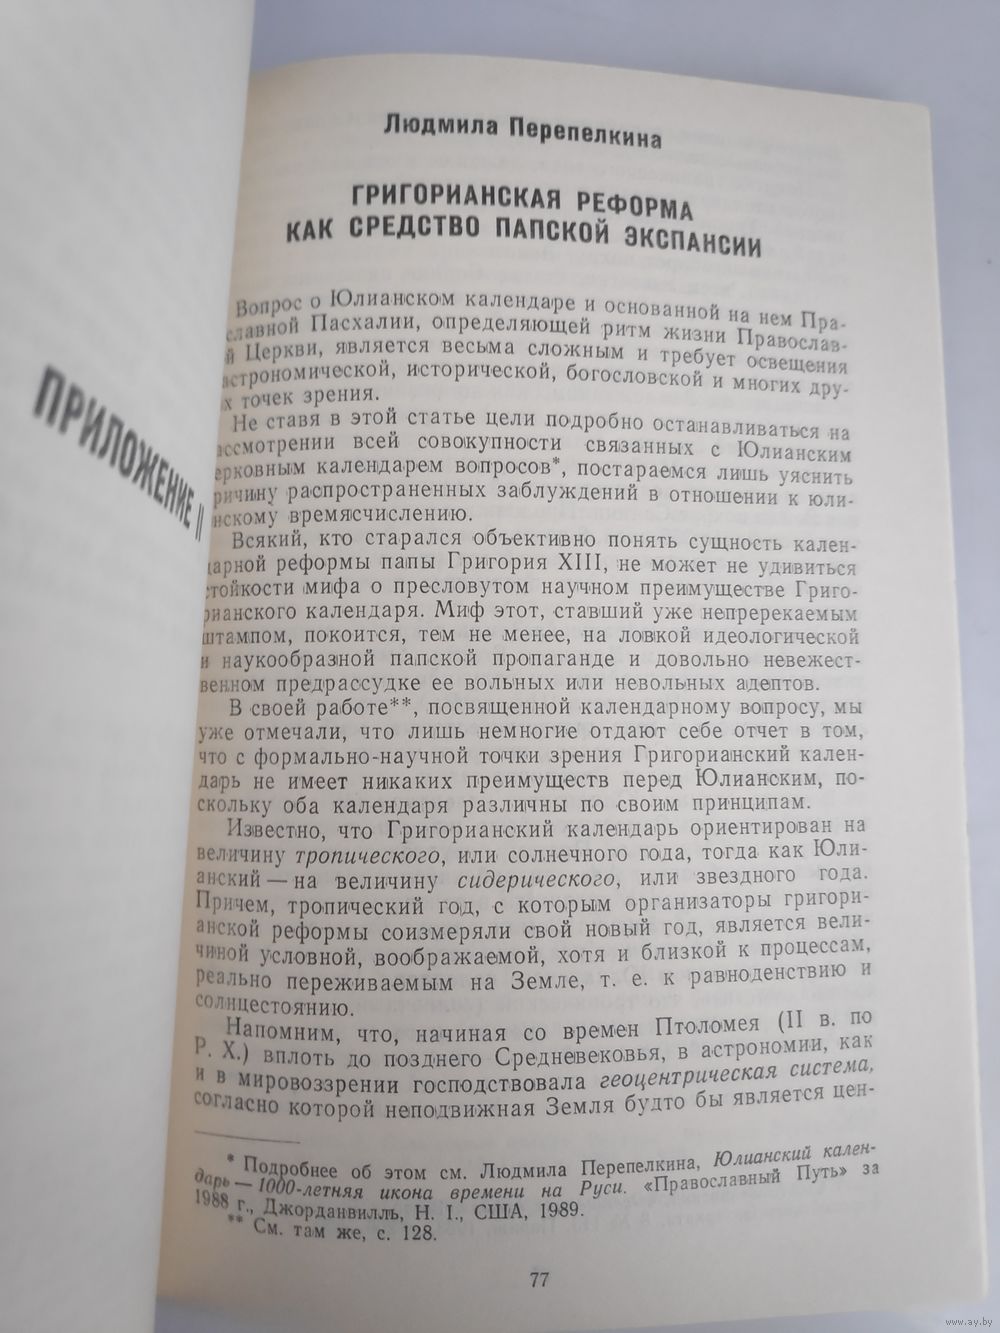 ПРИЛОЖЕНИЕ II
Людмила Перепелкина
ГРИГОРИАНСКАЯ РЕФОРМА
КАК СРЕДСТВО ПАПСКОЙ ЭКСПАНСИИ
Вопрос о Юлианском календаре и основанной на нем Пра-
славной Пасхалии, определяющей ритм жизни Православ-
й Церкви, является весьма сложным и требует освещения
астрономической, исторической, богословской и многих дру-
х точек зрения.
Не ставя в этой статье цели подробно останавливаться на
ассмотрении всей совокупности связанных с Юлианским
ерковным календарем вопросов*, постараемся лишь уяснить
ричину распространенных заблуждений в отношении к юли-
нскому времясчислению.
Всякий, кто старался объективно понять сущность кален-
дарной реформы папы Григория XIII, не может не удивиться
стойкости мифа о пресловутом научном преимуществе Григо-
рианского календаря. Миф этот, ставший уже непререкаемым
штампом, покоится, тем не менее, на ловкой идеологической
и наукообразной папской пропаганде и довольно невежест-
венном предрассудке ее вольных или невольных адептов.
В своей работе**, посвященной календарному вопросу, мы
уже отмечали, что лишь немногие отдают себе отчет в том,
что с формально-научной точки зрения Григорианский кален-
дарь не имеет никаких преимуществ перед Юлианским, по-
скольку оба календаря различны по своим принципам.
Известно, что Григорианский календарь ориентирован на
величину тропического, или солнечного года, тогда как Юли-
анский — на величину сидерического, или звездного года.
Причем, тропический год, с которым организаторы григори-
анской реформы соизмеряли свой новый год, является вели-
чиной условной, воображаемой, хотя и близкой к процессам,
реально переживаемым на Земле, т. е. к равноденствию и
солнцестоянию.
Напомним, что, начиная со времен Птоломея (II в. по
Р. Х.) вплоть до позднего Средневековья, в астрономии, как
и в мировоззрении господствовала геоцентрическая система,
согласно которой неподвижная Земля будто бы является цен-
* Подробнее об этом см. Людмила Перепелкина, Юлианский кален-
дарь — 1000-летняя икона времени на Руси. «Православный Путь» за
1988 г., Джорданвилль, Н. I., США, 1989.
** См. там же, с. 128.
77
www.ay.by